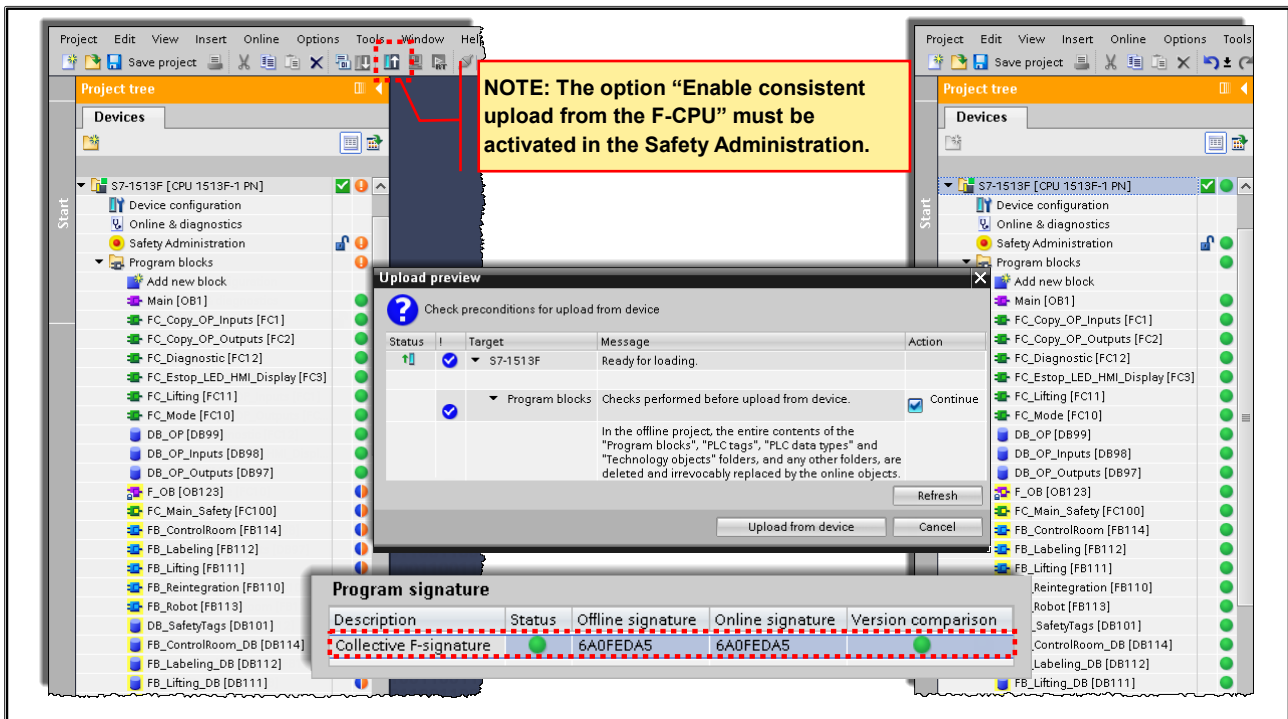 Project Edit View Insert Online Options Tools Window Help
Save project
Project tree
Devices
Start
S7-1513F [CPU 1513F-1 PN]
Device configuration
Online & diagnostics
Safety Administration
Program blocks
Add new block
Main [OB1]
FC_Copy_OP_Inputs [FC1]
FC_Copy_OP_Outputs [FC2]
FC_Diagnostic [FC12]
FC_Estop_LED_HMI_Display [FC3]
FC_Lifting [FC11]
FC_Mode [FC10]
DB_OP [DB99]
DB_OP_Inputs [DB98]
DB_OP_Outputs [DB97]
F_OB [OB123]
FC_Main_Safety [FC100]
FB_ControlRoom [FB114]
FB_Labeling [FB112]
FB_Lifting [FB111]
FB_Reintegration [FB110]
FB_Robot [FB113]
DB_SafetyTags [DB101]
FB_ControlRoom_DB [DB114]
FB_Labeling_DB [DB112]
FB_Lifting_DB [DB111]
NOTE: The option “Enable consistent
upload from the F-CPU” must be
activated in the Safety Administration.
Upload preview
Check preconditions for upload from device
Status ! Target Message Action
S7-1513F Ready for loading.
Program blocks Checks performed before upload from device. Continue
In the offline project, the entire contents of the
"Program blocks", "PLC tags", "PLC data types" and
"Technology objects" folders, and any other folders, are
deleted and irrevocably replaced by the online objects.
Refresh
Upload from device Cancel
Program signature
Description Status Offline signature Online signature Version comparison
Collective F-signature 6A0FEDA5 6A0FEDA5
Project Edit View Insert Online Options Tools
Save project
Project tree
Devices
Start
S7-1513F [CPU 1513F-1 PN]
Device configuration
Online & diagnostics
Safety Administration
Program blocks
Add new block
Main [OB1]
FC_Copy_OP_Inputs [FC1]
FC_Copy_OP_Outputs [FC2]
FC_Diagnostic [FC12]
FC_Estop_LED_HMI_Display [FC3]
FC_Lifting [FC11]
FC_Mode [FC10]
DB_OP [DB99]
DB_OP_Inputs [DB98]
DB_OP_Outputs [DB97]
F_OB [OB123]
FC_Main_Safety [FC100]
FB_ControlRoom [FB114]
FB_Labeling [FB112]
FB_Lifting [FB111]
Reintegration [FB110]
Robot [FB113]
_SafetyTags [DB101]
ControlRoom_DB [DB114]
Labeling_DB [DB112]
Lifting_DB [DB111]